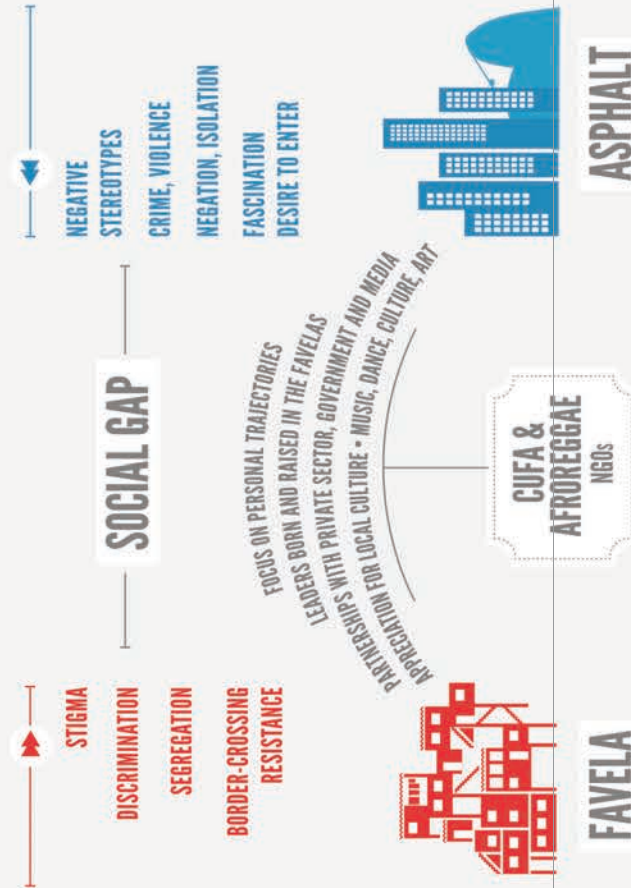 STIGMA
DISCRIMINATION
SEGREGATION
BORDER-CROSSING
RESISTANCE
SOCIAL GAP
NEGATIVE
STEREOTYPES
CRIME, VIOLENCE
NEGATION, ISOLATION
FASCINATION
DESIRE TO ENTER
FOCUS ON PERSONAL TRAJECTORIES
LEADERS BORN AND RAISED IN THE FAVELAS
PARTNERSHIPS WITH PRIVATE SECTOR, GOVERNMENT AND MEDIA
APPRECIATION FOR LOCAL CULTURE • MUSIC, DANCE, CULTURE, ART
CUFA &
AFROREGGAE
NGOs
FAVELA
ASPHALT